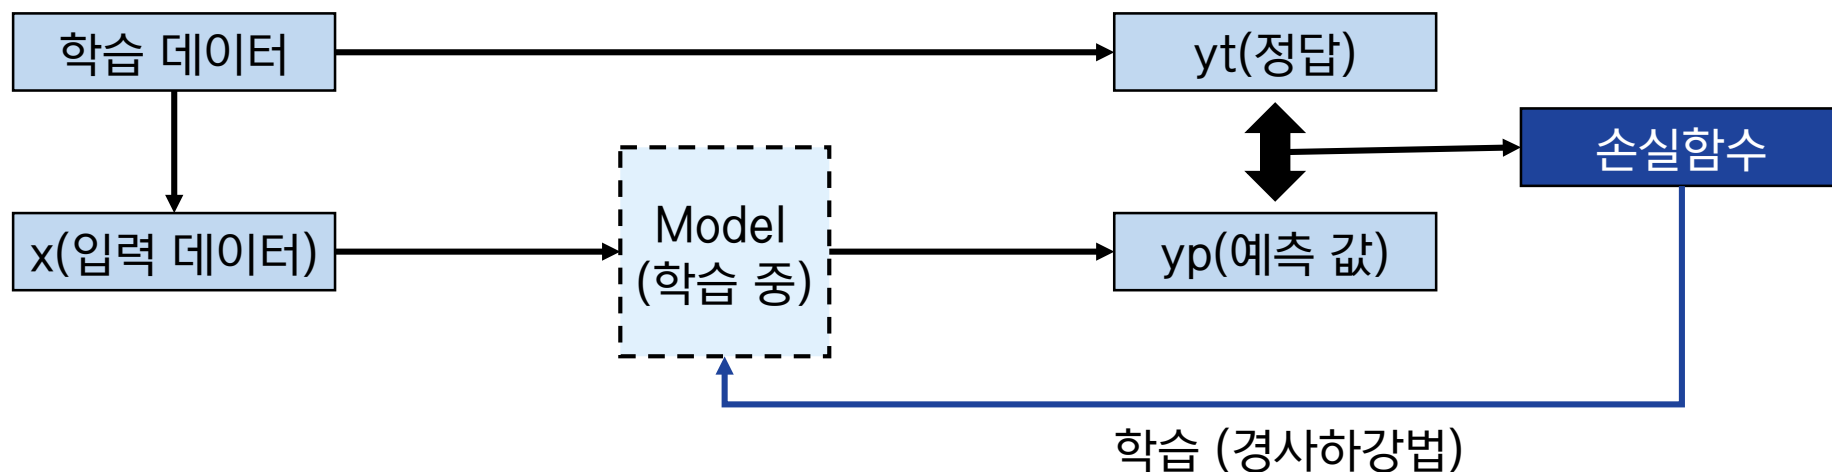 학습 데이터
yt(정답)
손실함수
x(입력 데이터)
Model
(학습 중)
yp(예측 값)
학습 (경사하강법)